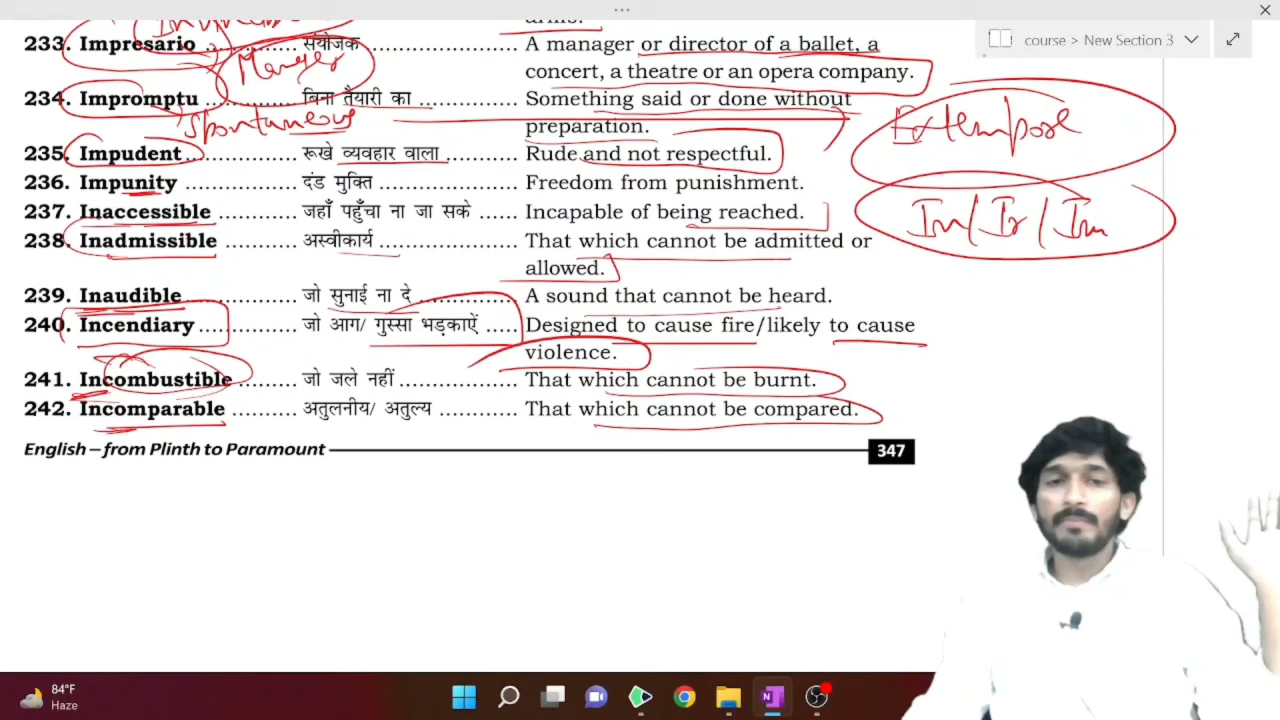 arms.
course > New Section 3
233. Impresario .......... संयोजक ...................... A manager or director of a ballet, a
concert, a theatre or an opera company.
Manager
234. Impromptu .............. बिना तैयारी का .............. Something said or done without
preparation.
Spontaneous
Extempore
235. Impudent ................ रूखे व्यवहार वाला ........... Rude and not respectful.
236. Impunity ................. दंड मुक्ति ..................... Freedom from punishment.
237. Inaccessible ............. जहाँ पहुँचा ना जा सके ...... Incapable of being reached.
In/Ir/Im
238. Inadmissible ............ अस्वीकार्य ..................... That which cannot be admitted or
allowed.
239. Inaudible ................. जो सुनाई ना दे ............... A sound that cannot be heard.
240. Incendiary ............... जो आग/ गुस्सा भड़काऐं ..... Designed to cause fire/likely to cause
violence.
241. Incombustible ......... जो जले नहीं .................. That which cannot be burnt.
242. Incomparable .......... अतुलनीय/ अतुल्य ........... That which cannot be compared.
English – from Plinth to Paramount 347
84°F
Haze